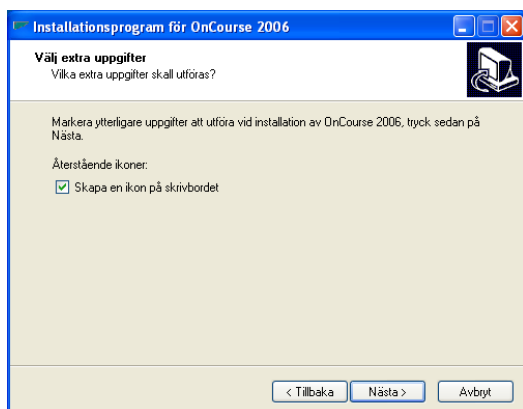 Installationsprogram för OnCourse 2006
Välj extra uppgifter
Vilka extra uppgifter skall utföras?
Markera ytterligare uppgifter att utföra vid installation av OnCourse 2006, tryck sedan på
Nästa.
Återstående ikoner:
Skapa en ikon på skrivbordet
< Tillbaka
Nästa >
Avbryt